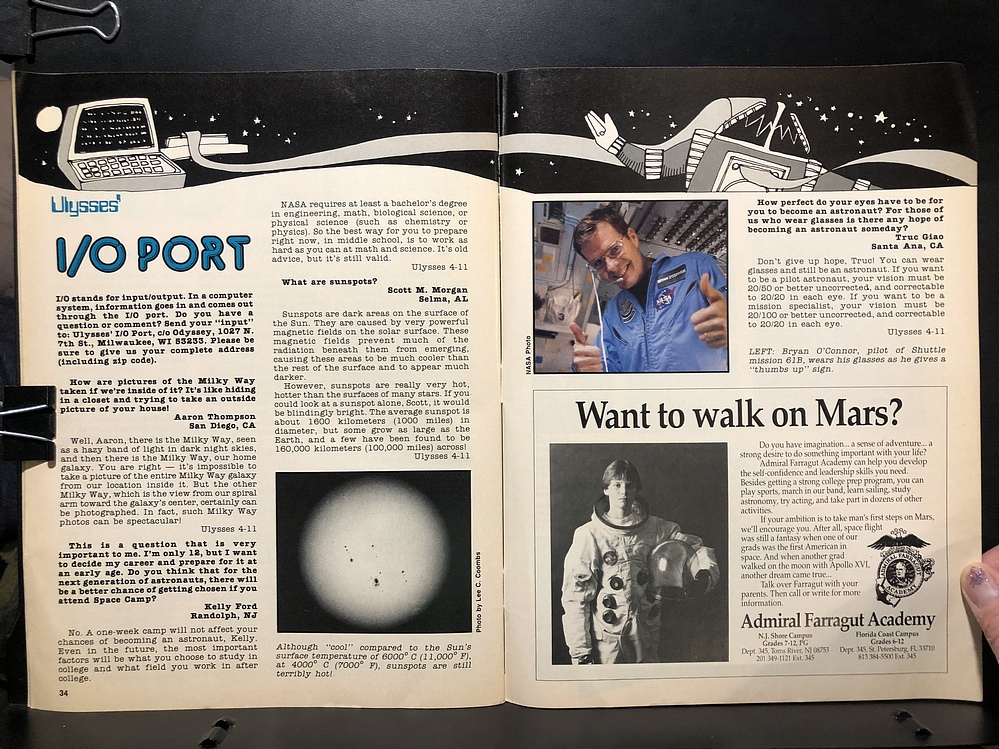 Ulysses'
I/O PORT
I/O stands for input/output. In a computer
system, information goes in and comes out
through the I/O port. Do you have a
question or comment? Send your "input"
to: Ulysses' I/O Port, c/o Odyssey, 1027 N.
7th St., Milwaukee, WI 53233. Please be
sure to give us your complete address
(including zip code).
How are pictures of the Milky Way
taken if we're inside of it? It's like hiding
in a closet and trying to take an outside
picture of your house!
Aaron Thompson
San Diego, CA
Well, Aaron, there is the Milky Way, seen
as a hazy band of light in dark night skies,
and then there is the Milky Way, our home
galaxy. You are right — it's impossible to
take a picture of the entire Milky Way galaxy
from our location inside it. But the other
Milky Way, which is the view from our spiral
arm toward the galaxy's center, certainly can
be photographed. In fact, such Milky Way
photos can be spectacular!
Ulysses 4-11
This is a question that is very
important to me. I'm only 12, but I want
to decide my career and prepare for it at
an early age. Do you think that for the
next generation of astronauts, there will
be a better chance of getting chosen if you
attend Space Camp?
Kelly Ford
Randolph, NJ
No. A one-week camp will not affect your
chances of becoming an astronaut, Kelly.
Even in the future, the most important
factors will be what you choose to study in
college and what field you work in after
college.
34
NASA requires at least a bachelor's degree
in engineering, math, biological science, or
physical science (such as chemistry or
physics). So the best way for you to prepare
right now, in middle school, is to work as
hard as you can at math and science. It's old
advice, but it's still valid.
Ulysses 4-11
What are sunspots?
Scott M. Morgan
Selma, AL
Sunspots are dark areas on the surface of
the Sun. They are caused by very powerful
magnetic fields on the solar surface. These
magnetic fields prevent much of the
radiation beneath them from emerging,
causing these areas to be much cooler than
the rest of the surface and to appear much
darker.
However, sunspots are really very hot,
hotter than the surfaces of many stars. If you
could look at a sunspot alone, Scott, it would
be blindingly bright. The average sunspot is
about 1600 kilometers (1000 miles) in
diameter, but some grow as large as the
Earth, and a few have been found to be
160,000 kilometers (100,000 miles) across!
Ulysses 4-11
Photo by Lee C. Coombs
Although "cool" compared to the Sun's
surface temperature of 6000° C (11,000° F),
at 4000° C (7000° F), sunspots are still
terribly hot!
NASA Photo
How perfect do your eyes have to be for
you to become an astronaut? For those of
us who wear glasses is there any hope of
becoming an astronaut someday?
Truc Giao
Santa Ana, CA
Don't give up hope, Truc! You can wear
glasses and still be an astronaut. If you want
to be a pilot astronaut, your vision must be
20/50 or better uncorrected, and correctable
to 20/20 in each eye. If you want to be a
mission specialist, your vision must be
20/100 or better uncorrected, and correctable
to 20/20 in each eye.
Ulysses 4-11
LEFT: Bryan O'Connor, pilot of Shuttle
mission 61B, wears his glasses as he gives a
"thumbs up" sign.
Want to walk on Mars?
Do you have imagination... a sense of adventure... a
strong desire to do something important with your life?
Admiral Farragut Academy can help you develop
the self-confidence and leadership skills you need.
Besides getting a strong college prep program, you can
play sports, march in our band, learn sailing, study
astronomy, try acting, and take part in dozens of other
activities.
If your ambition is to take man's first steps on Mars,
we'll encourage you. After all, space flight
was still a fantasy when one of our
grads was the first American in
space. And when another grad
walked on the moon with Apollo XVI,
another dream came true...
Talk over Farragut with your
parents. Then call or write for more
information.
ADMIRAL FARRAGUT
ACADEMY
Admiral Farragut Academy
N.J. Shore Campus
Grades 7-12, PG
Dept. 345, Toms River, NJ 08753
201 349-1121 Ext. 345
Florida Coast Campus
Grades 6-12
Dept. 345, St. Petersburg, FL 33710
813 384-5500 Ext. 345